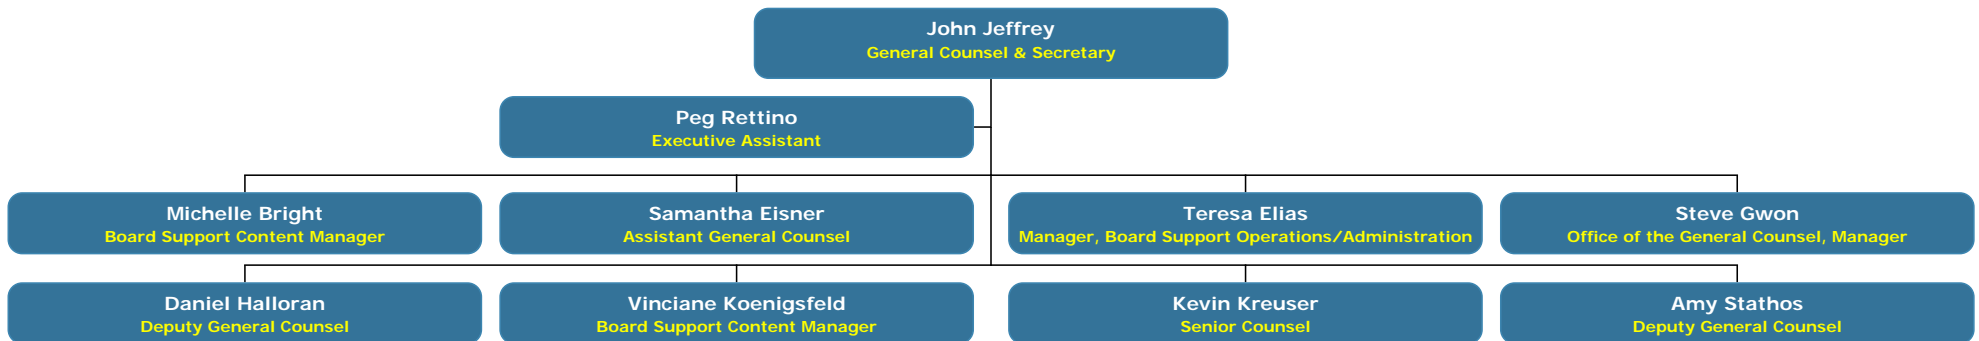 John Jeffrey
General Counsel & Secretary
Peg Rettino
Executive Assistant
Michelle Bright
Board Support Content Manager
Samantha Eisner
Assistant General Counsel
Teresa Elias
Manager, Board Support Operations/Administration
Steve Gwon
Office of the General Counsel, Manager
Daniel Halloran
Deputy General Counsel
Vinciane Koenigsfeld
Board Support Content Manager
Kevin Kreuser
Senior Counsel
Amy Stathos
Deputy General Counsel